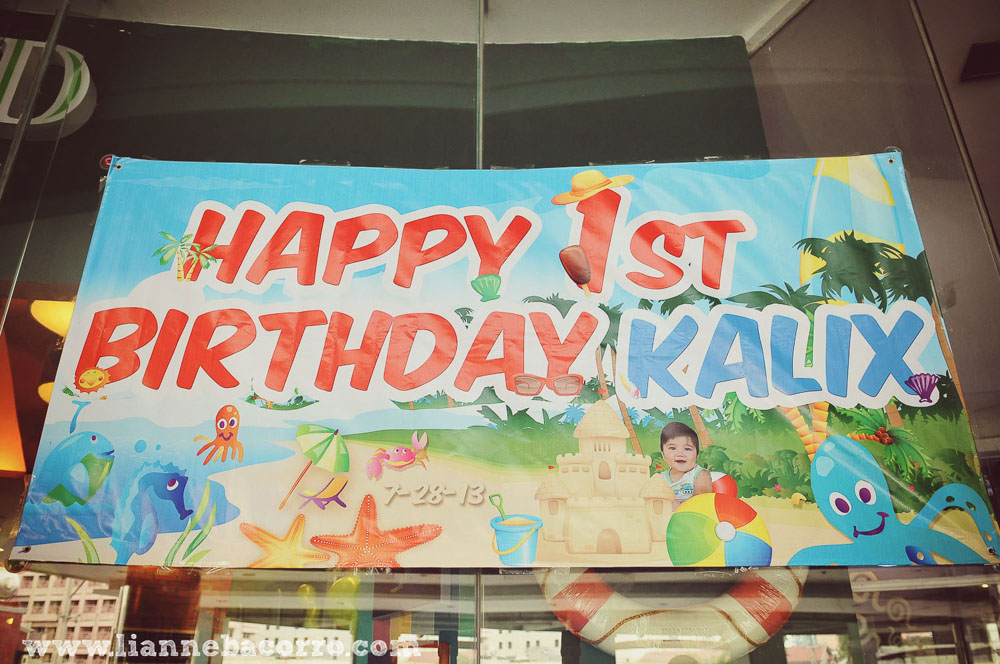 D
HAPPY 1ST
BIRTHDAY KALIX
7-28-13
www.liannebacorro.com